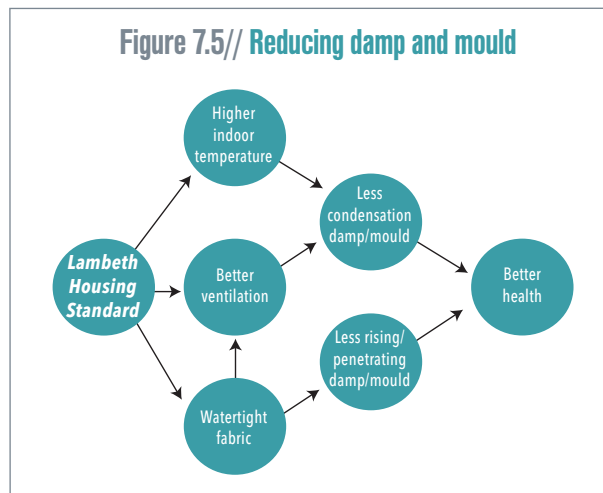 Figure 7.5// Reducing damp and mould
Higher
indoor
temperature
Less
condensation
damp/mould
Lambeth
Housing
Standard
Better
ventilation
Better
health
Less rising/
penetrating
damp/mould
Watertight
fabric